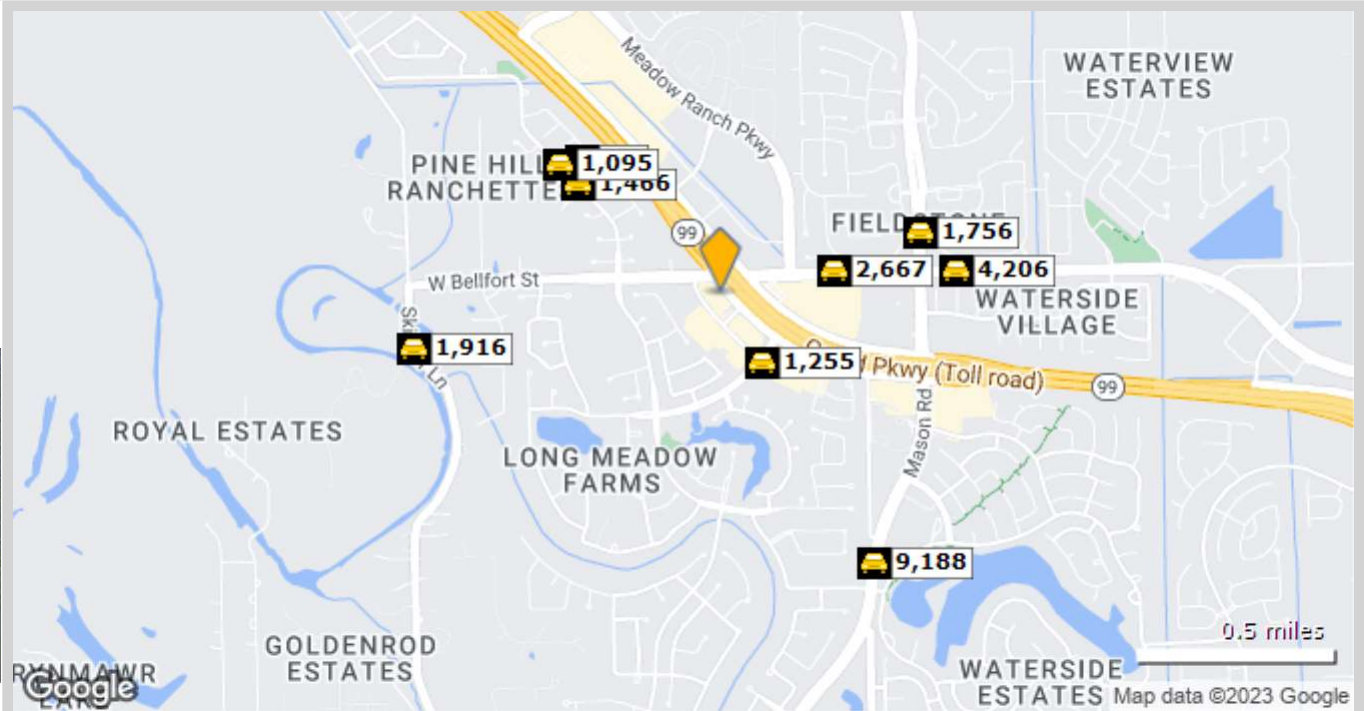 WATERVIEW
ESTATES
Meadow Ranch Pkwy
PINE HILL
RANCHETTE
1,095
1,466
99
FIELDSTONE
1,756
2,667
4,206
W Bellfort St
WATERSIDE
VILLAGE
1,916
1,255
d Pkwy (Toll road)
99
Mason Rd
ROYAL ESTATES
LONG MEADOW
FARMS
9,188
0.5 miles
GOLDENROD
ESTATES
WATERSIDE
ESTATES
Google
Map data ©2023 Google